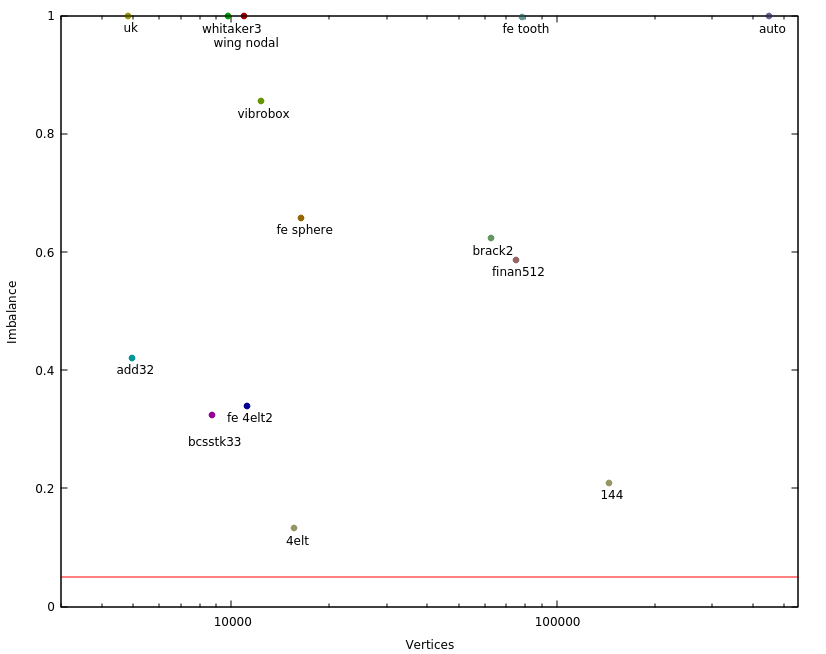 1
uk
whitaker3
wing nodal
fe tooth
auto
vibrobox
0.8
fe sphere
brack2
0.6
finan512
Imbalance
add32
0.4
fe 4elt2
bcsstk33
0.2
144
4elt
0
10000
100000
Vertices